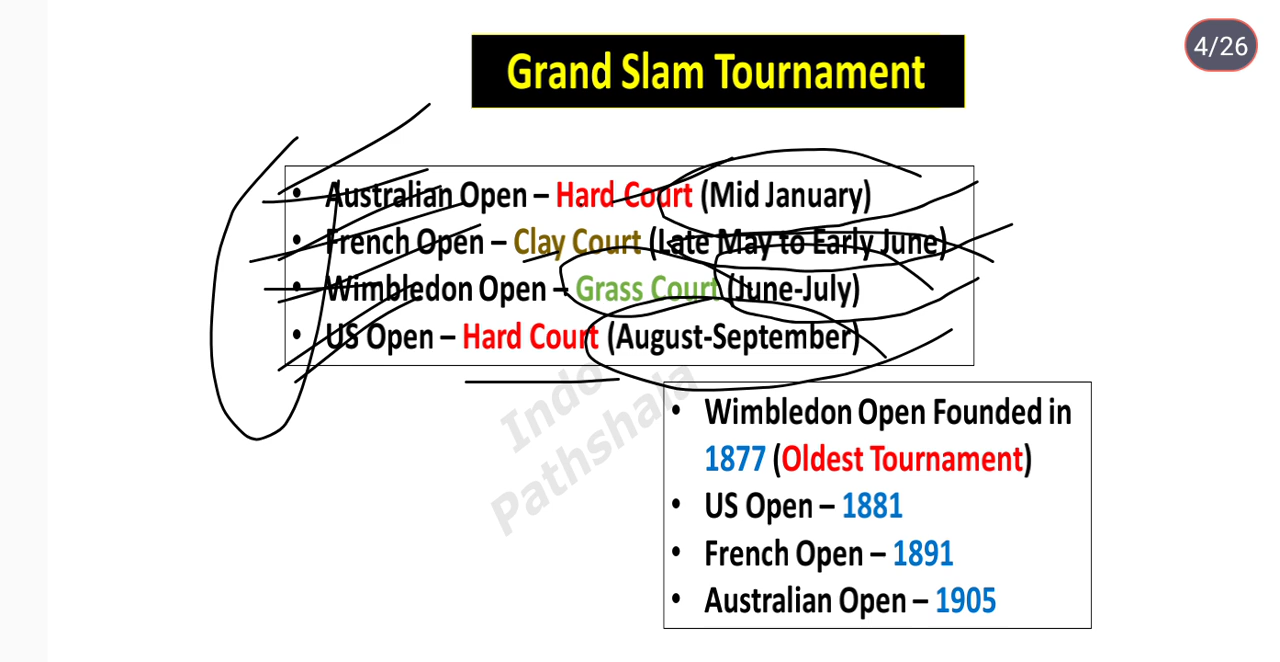 4/26
Grand Slam Tournament
• Australian Open – Hard Court (Mid January)
• French Open – Clay Court (Late May to Early June)
• Wimbledon Open – Grass Court (June-July)
• US Open – Hard Court (August-September)
Indo
Pathshala
• Wimbledon Open Founded in
1877 (Oldest Tournament)
• US Open – 1881
• French Open – 1891
• Australian Open – 1905